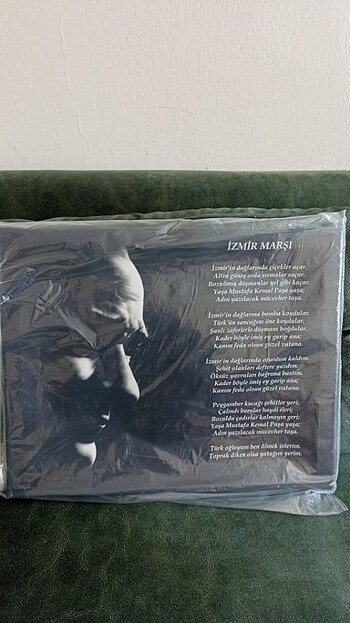 İZMİR MARŞI
İzmir'in dağlarında çiçekler açar,
Altın güneş orda sırmalar saçar,
Bozulmuş düşmanlar yel gibi kaçar,
Yaşa Mustafa Kemal Paşa yaşa;
Adın yazılacak mücevher taşa.
İzmir'in dağlarına bomba koydular,
Türk'ün sancağını öne koydular,
Şanlı zaferlerle düşmanı boğdular,
Kader böyle imiş ey garip ana;
Kanım feda olsun güzel vatana.
İzmir'in dağlarında oturdum kaldım,
Şehit olanları deftere yazdım,
Öksüz yavruları bağrıma bastım,
Kader böyle imiş ey garip ana;
Kanım feda olsun güzel vatana.
Peygamber kucağı şehitler yeri;
Çalındı borular haydi ileri;
Bozuldu çadırlar kalmayın geri;
Yaşa Mustafa Kemal Paşa yaşa;
Adın yazılacak mücevher taşa.
Türk oğluyum ben ölmek isterim,
Toprak diken olsa yatağım yerim,